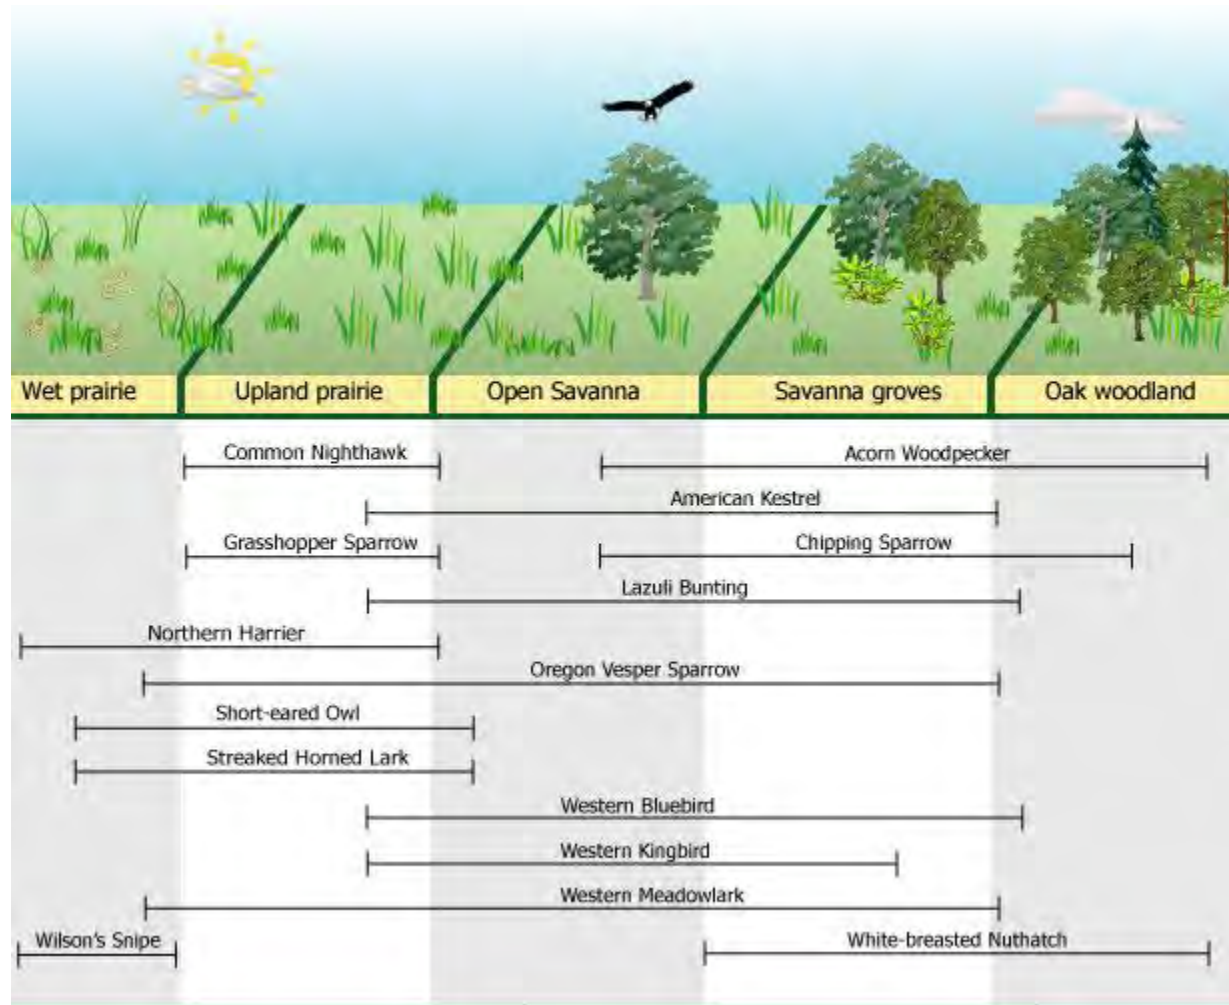 Wet prairie
Upland prairie
Open Savanna
Savanna groves
Oak woodland
Common Nighthawk
Acorn Woodpecker
American Kestrel
Grasshopper Sparrow
Chipping Sparrow
Lazuli Bunting
Northern Harrier
Oregon Vesper Sparrow
Short-eared Owl
Streaked Horned Lark
Western Bluebird
Western Kingbird
Western Meadowlark
Wilson's Snipe
White-breasted Nuthatch